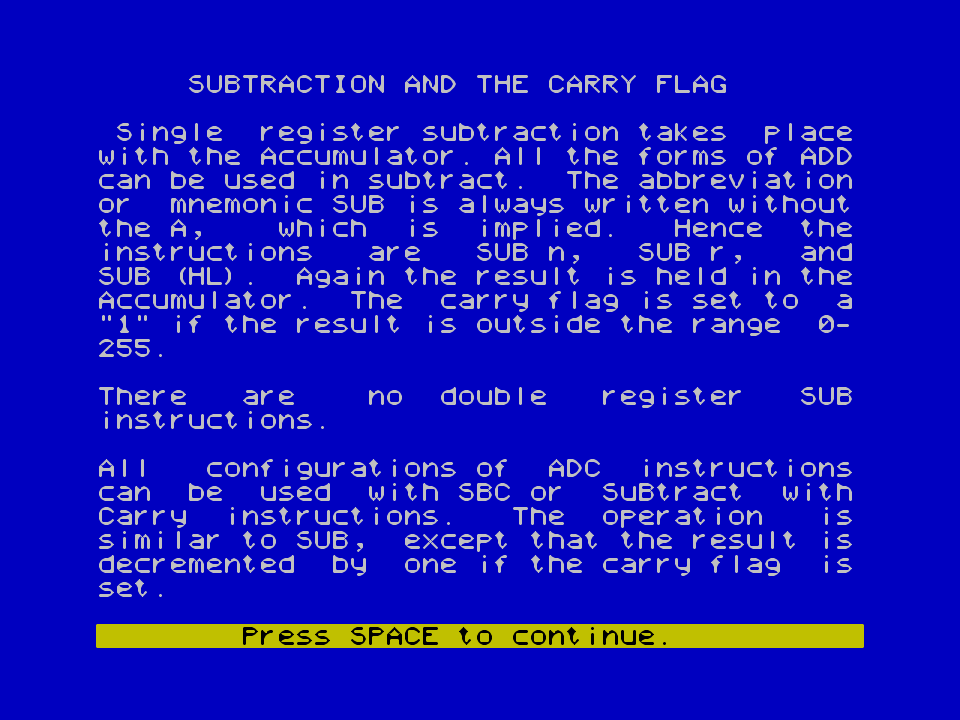 SUBTRACTION AND THE CARRY FLAG
Single register subtraction takes place
with the Accumulator. All the forms of ADD
can be used in subtract. The abbreviation
or mnemonic SUB is always written without
the A, which is implied. Hence the
instructions are SUB n, SUB r, and
SUB (HL). Again the result is held in the
Accumulator. The carry flag is set to a
"1" if the result is outside the range 0-
255.
There are no double register SUB
instructions.
All configurations of ADC instructions
can be used with SBC or SuBtract with
Carry instructions. The operation is
similar to SUB, except that the result is
decremented by one if the carry flag is
set.
Press SPACE to continue.